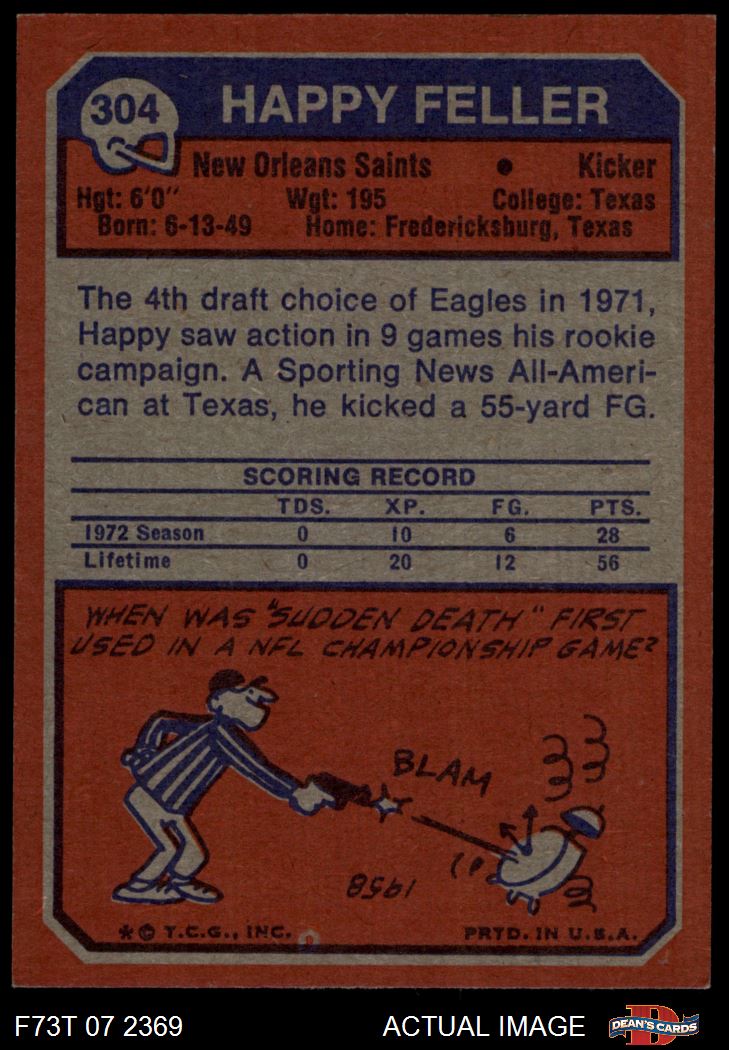 304
HAPPY FELLER
New Orleans Saints • Kicker
Hgt: 6'0" Wgt: 195 College: Texas
Born: 6-13-49 Home: Fredericksburg, Texas
The 4th draft choice of Eagles in 1971,
Happy saw action in 9 games his rookie
campaign. A Sporting News All-Ameri-
can at Texas, he kicked a 55-yard FG.
SCORING RECORD
TDS. XP. FG. PTS.
1972 Season 0 10 6 28
Lifetime 0 20 12 56
WHEN WAS "SUDDEN DEATH" FIRST
USED IN A NFL CHAMPIONSHIP GAME?
BLAM
1958
*© T.C.G., INC. PRTD. IN U.S.A.
F73T 07 2369 ACTUAL IMAGE DEAN'S CARDS